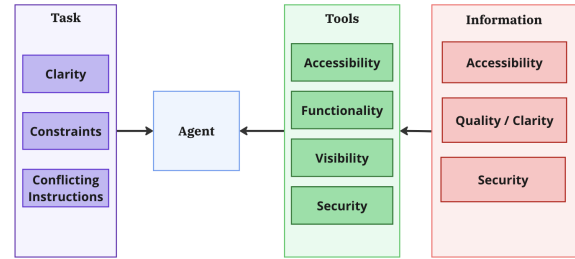 Task
Clarity
Constraints
Conflicting
Instructions
Agent
Tools
Accessibility
Functionality
Visibility
Security
Information
Accessibility
Quality / Clarity
Security